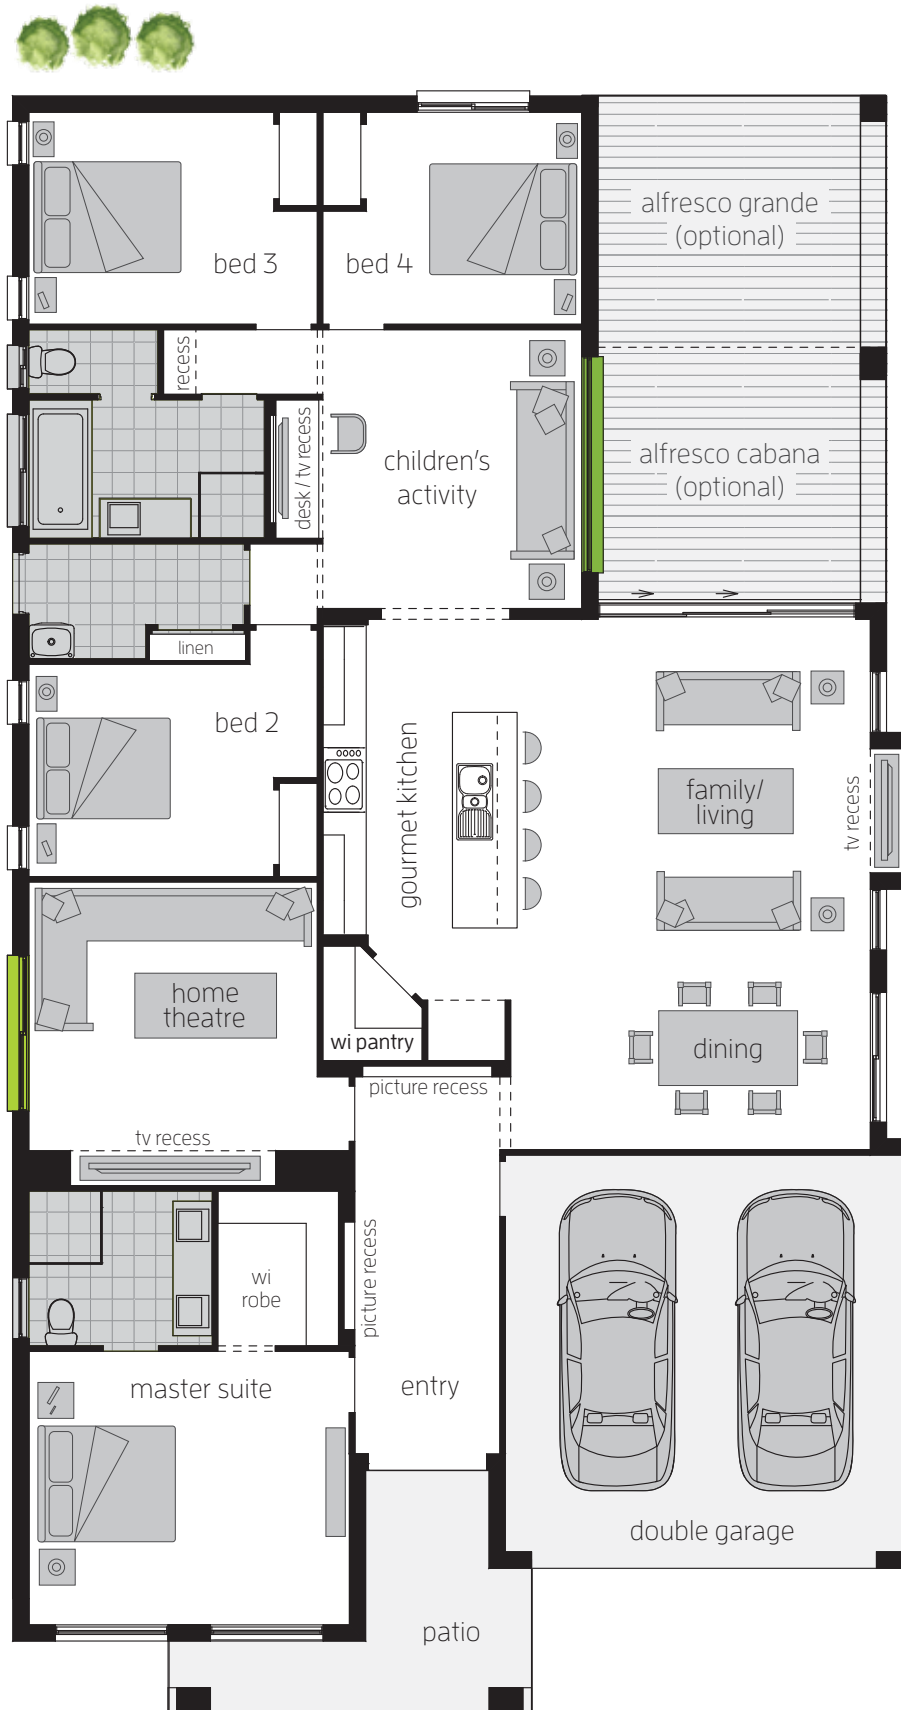 alfresco grande
(optional)
bed 3
bed 4
recess
desk / tv recess
children's
activity
alfresco cabana
(optional)
linen
bed 2
gourmet kitchen
family/
living
tv recess
home
theatre
wi pantry
dining
picture recess
tv recess
picture recess
wi
robe
master suite
entry
double garage
patio